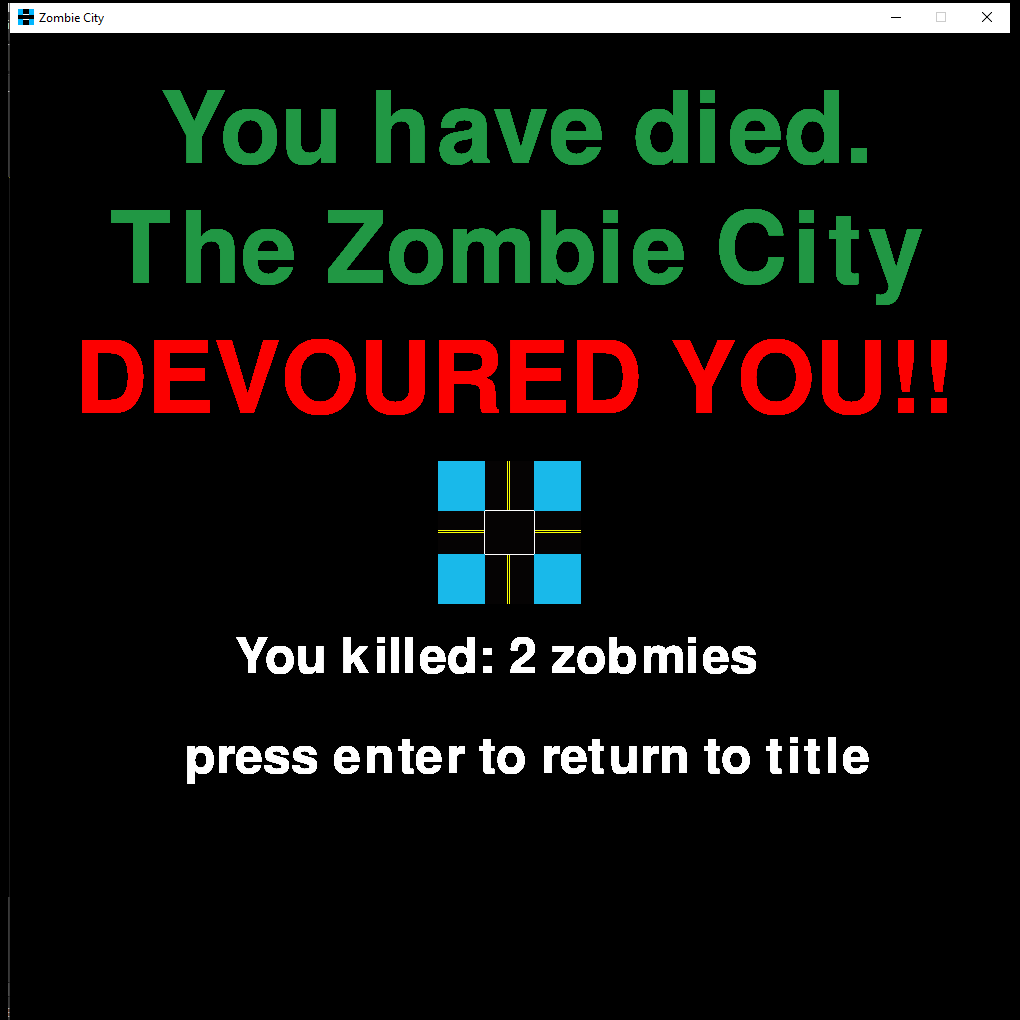 Zombie City
You have died.
The Zombie City
DEVOURED YOU!!
You killed: 2 zobmies
press enter to return to title